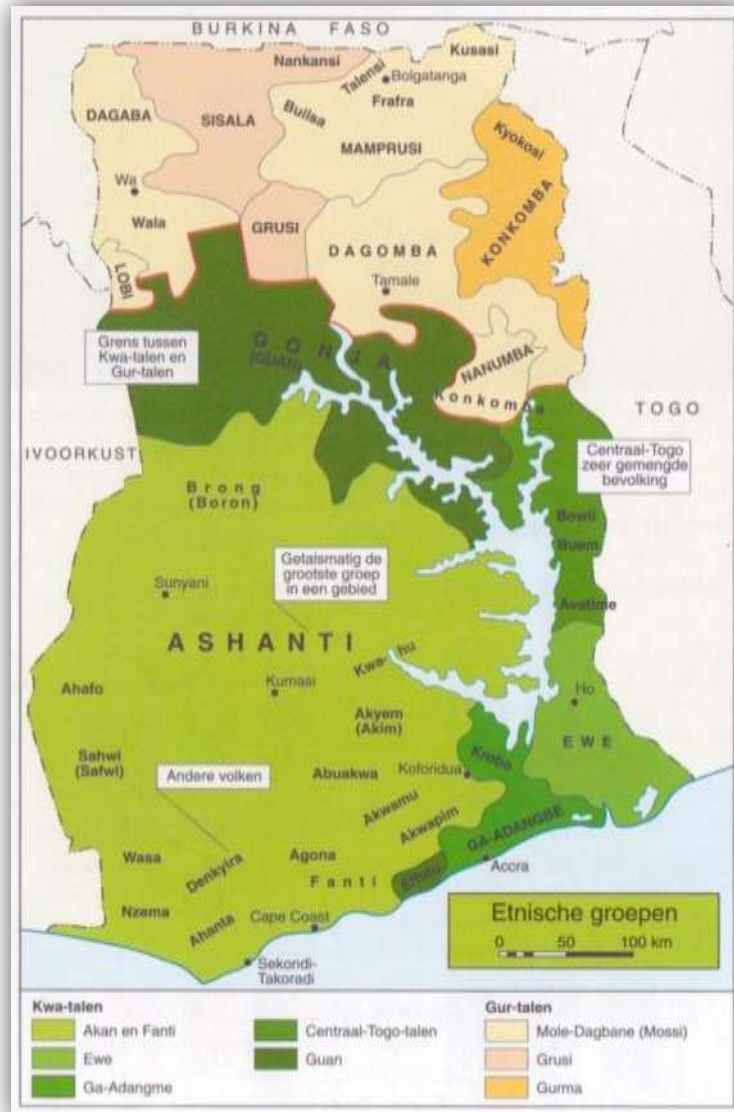 BURKINA FASO
Kusasi
Nankansi
Talensi
Bolgatanga
Frafra
DAGABA
SISALA
Builsa
Kyokosi
MAMPRUSI
Wa
KONKOMBA
Wala
GRUSI
DAGOMBA
LOBI
Tamale
Grens tussen
Kwa-talen en
Gur-talen
GONJA
(GUAN)
NANUMBA
Konkomba
TOGO
IVOORKUST
Centraal-Togo
zeer gemengde
bevolking
Brong
(Boron)
Bowli
Buem
Getalsmatig de
grootste groep
in een gebied
Sunyani
Avatime
ASHANTI
Kwa-hu
Ahafo
Kumasi
Ho
Akyem
(Akim)
EWE
Sahwi
(Safwi)
Andere volken
Abuakwa
Koforidua
Krobo
Akwamu
Akwapim
GA-ADANGBE
Wasa
Denkyira
Agona
Accra
Fanti
Effutu
Nzema
Ahanta
Cape Coast
Sekondi-
Takoradi
Etnische groepen
0 50 100 km
Kwa-talen
Akan en Fanti
Ewe
Ga-Adangme
Centraal-Togo-talen
Guan
Gur-talen
Mole-Dagbane (Mossi)
Grusi
Gurma